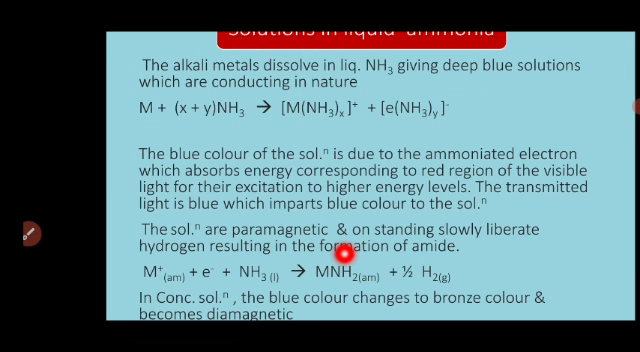 Solutions in liquid ammonia
The alkali metals dissolve in liq. NH₃ giving deep blue solutions
which are conducting in nature
M + (x + y)NH₃ → [M(NH₃)ₓ]⁺ + [e(NH₃)ᵧ]⁻
The blue colour of the sol.ⁿ is due to the ammoniated electron
which absorbs energy corresponding to red region of the visible
light for their excitation to higher energy levels. The transmitted
light is blue which imparts blue colour to the sol.ⁿ
The sol.ⁿ are paramagnetic & on standing slowly liberate
hydrogen resulting in the formation of amide.
M⁺(am) + e⁻ + NH₃ (l) → MNH₂(am) + ½ H₂(g)
In Conc. sol.ⁿ , the blue colour changes to bronze colour &
becomes diamagnetic